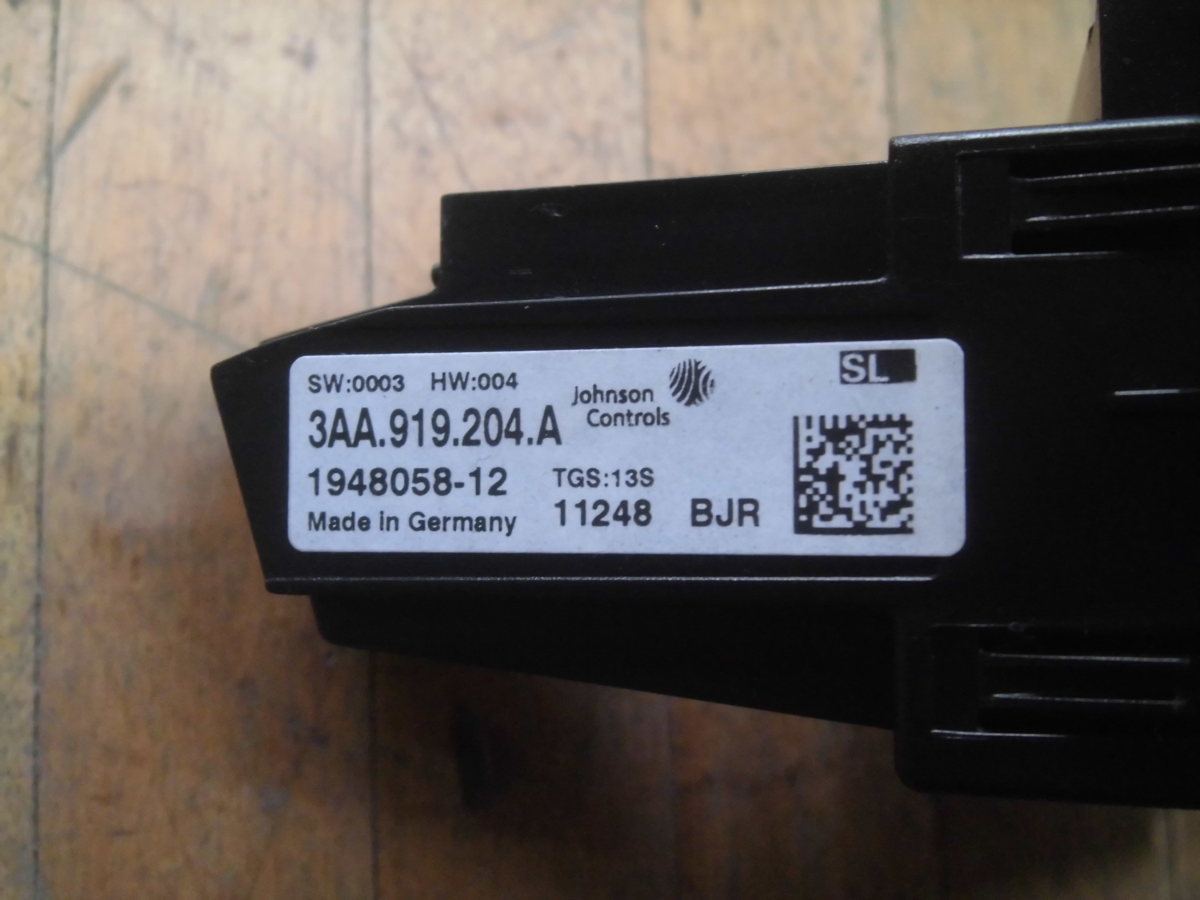 SW:0003 HW:004
Johnson
Controls
SL
3AA.919.204.A
1948058-12
TGS:13S
Made in Germany
11248 BJR